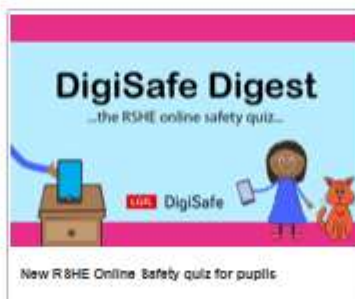 DigiSafe Digest
...the RSHE online safety quiz...
LGfL DigiSafe
New RSHE Online Safety quiz for pupils